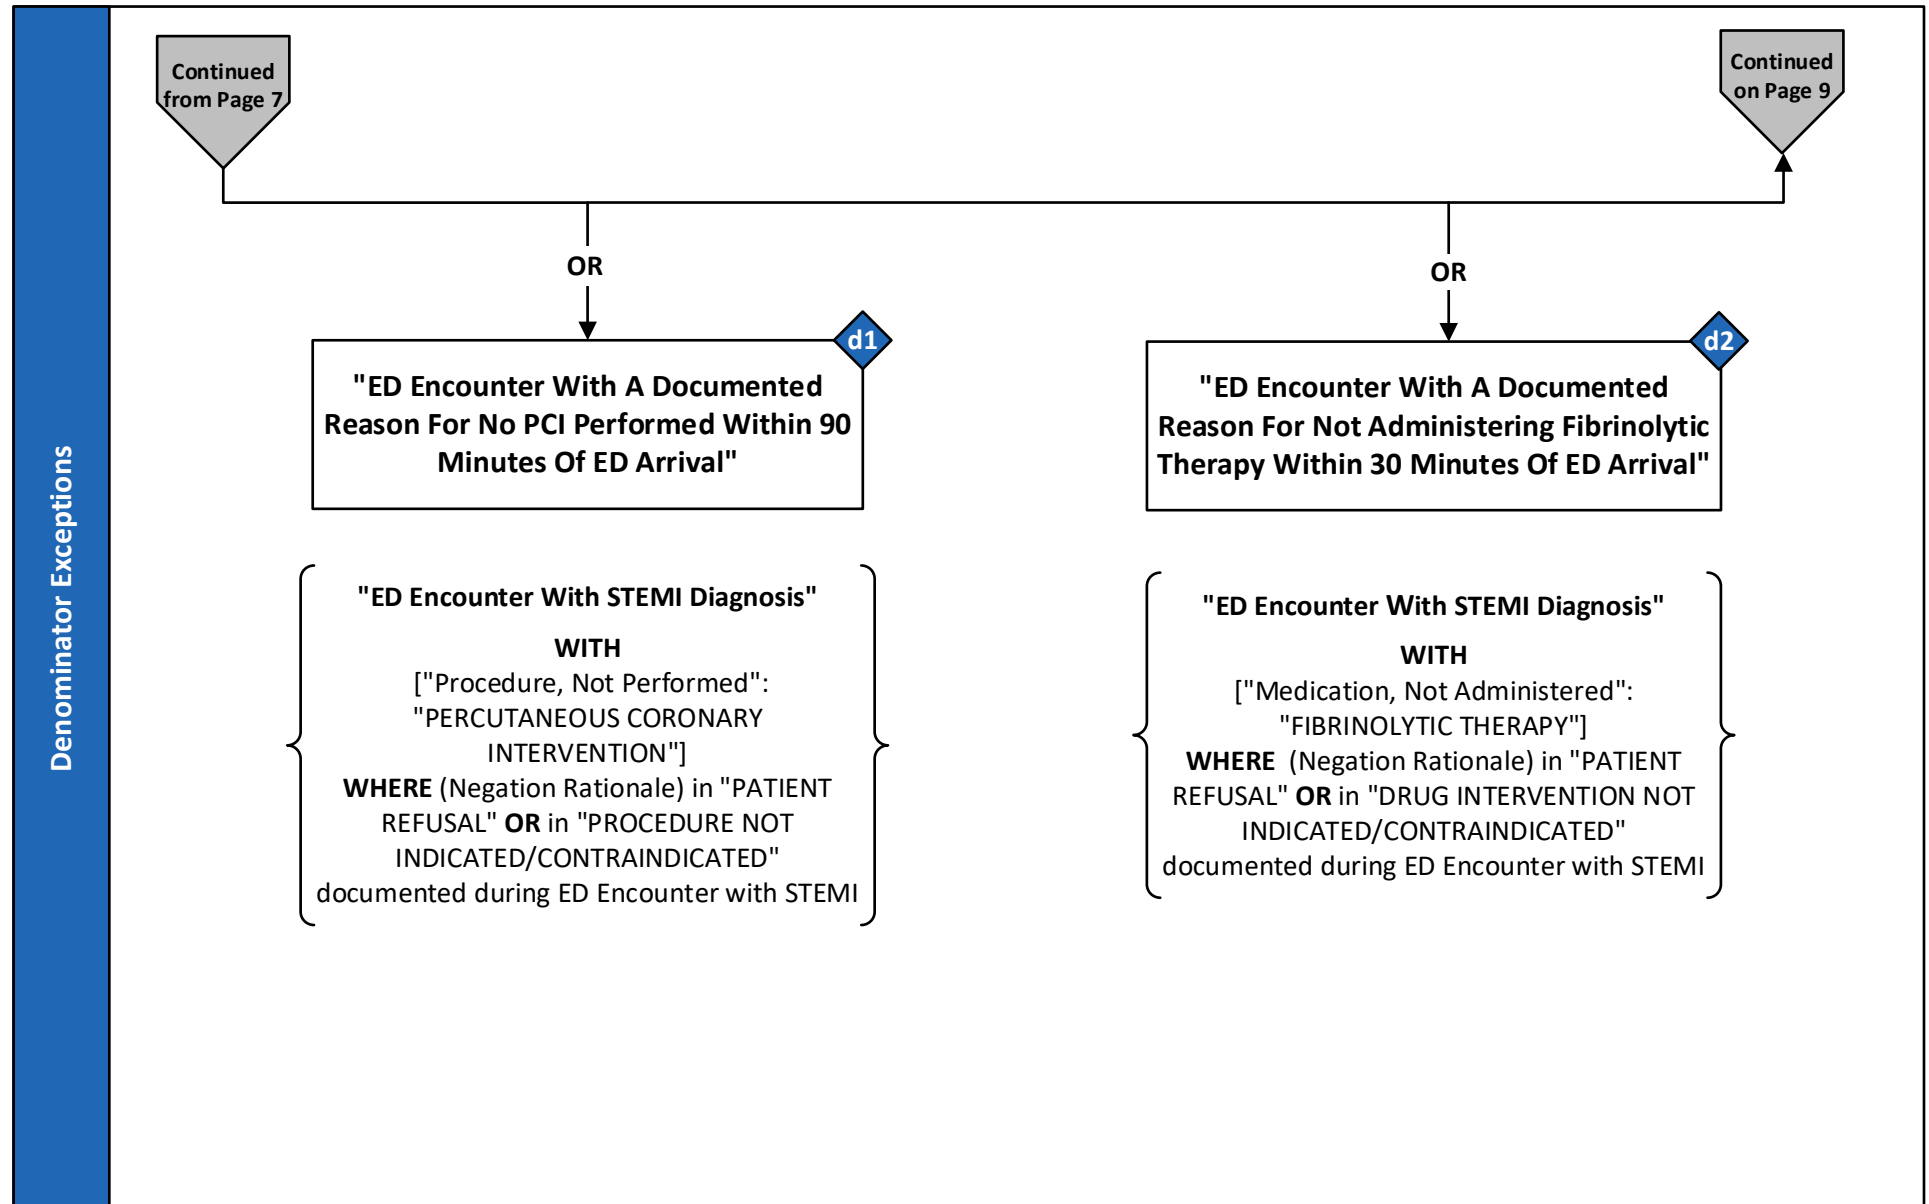 Denominator Exceptions
Continued
from Page 7
Continued
on Page 9
OR
OR
d1
"ED Encounter With A Documented
Reason For No PCI Performed Within 90
Minutes Of ED Arrival"
d2
"ED Encounter With A Documented
Reason For Not Administering Fibrinolytic
Therapy Within 30 Minutes Of ED Arrival"
"ED Encounter With STEMI Diagnosis"
WITH
["Procedure, Not Performed":
"PERCUTANEOUS CORONARY
INTERVENTION"]
WHERE (Negation Rationale) in "PATIENT
REFUSAL" OR in "PROCEDURE NOT
INDICATED/CONTRAINDICATED"
documented during ED Encounter with STEMI
"ED Encounter With STEMI Diagnosis"
WITH
["Medication, Not Administered":
"FIBRINOLYTIC THERAPY"]
WHERE (Negation Rationale) in "PATIENT
REFUSAL" OR in "DRUG INTERVENTION NOT
INDICATED/CONTRAINDICATED"
documented during ED Encounter with STEMI